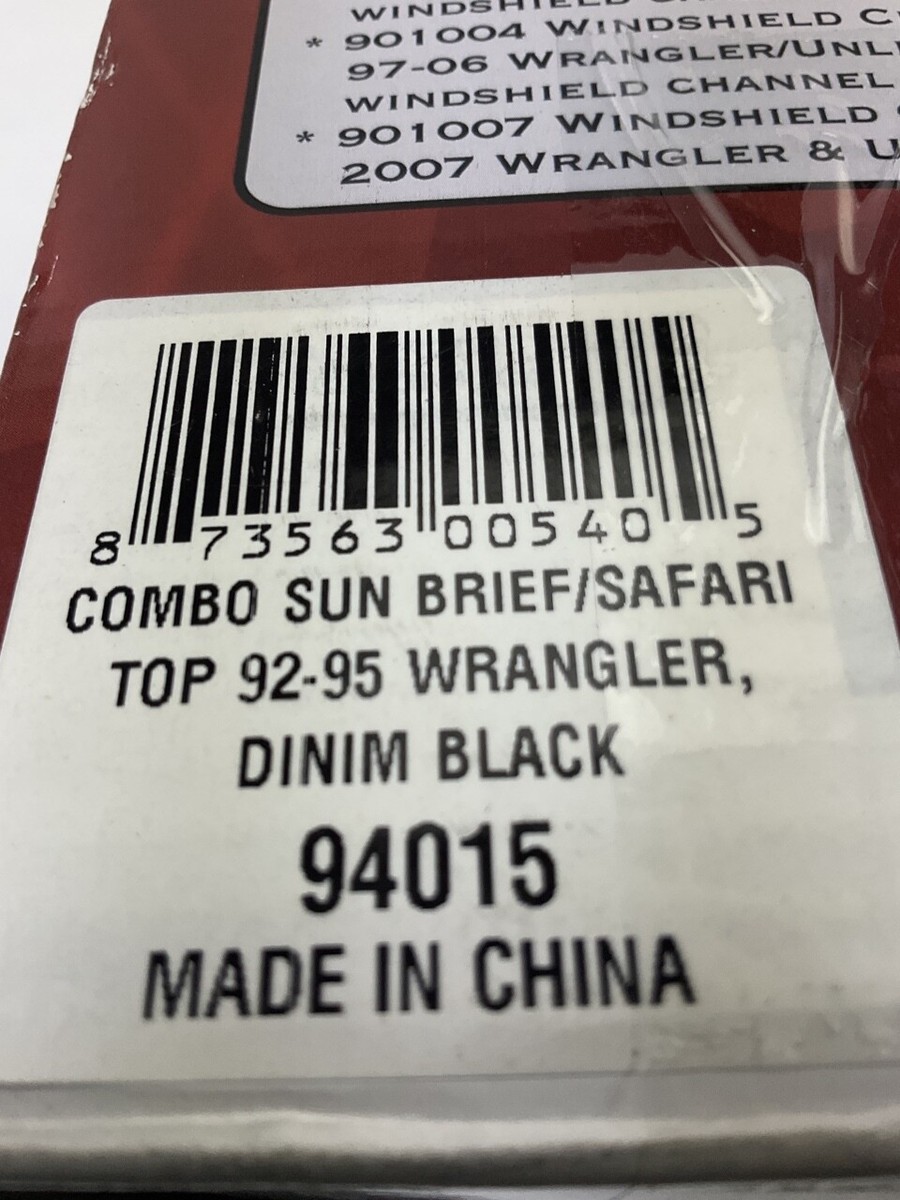 WINDSHIELD
* 901004 WINDSHIELD
97-06 WRANGLER/
WINDSHIELD CHANNEL
* 901007 WINDSHIELD
2007 WRANGLER &
8 73563 00540 5
COMBO SUN BRIEF/SAFARI
TOP 92-95 WRANGLER,
DINIM BLACK
94015
MADE IN CHINA